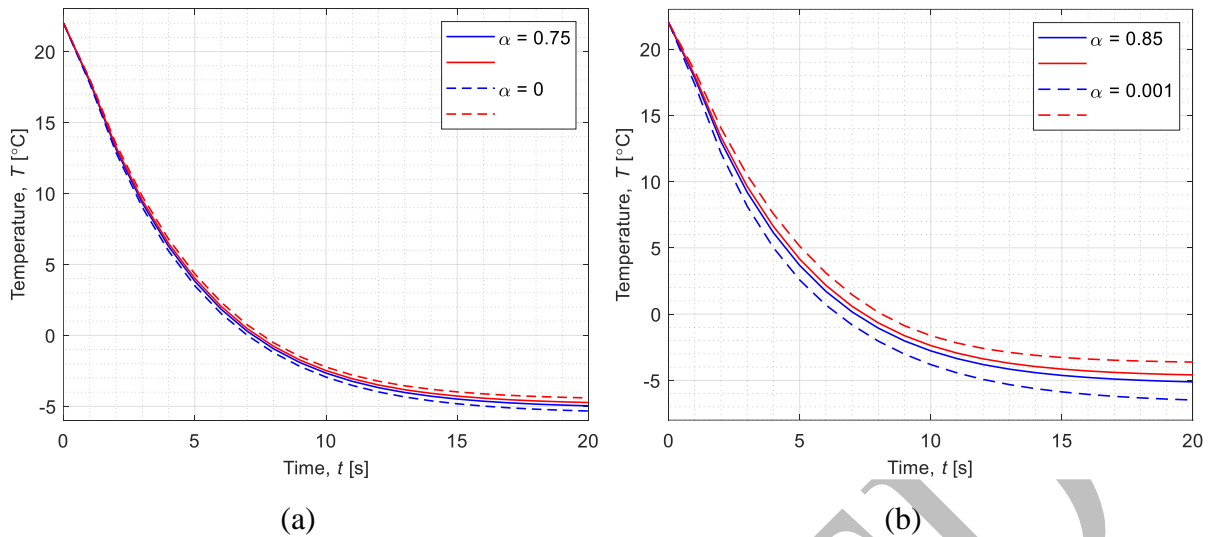 20
15
10
5
0
-5
Temperature, T [°C]
0
5
10
15
20
Time, t [s]
α = 0.75
α = 0
(a)
20
15
10
5
0
-5
Temperature, T [°C]
0
5
10
15
20
Time, t [s]
α = 0.85
α = 0.001
(b)